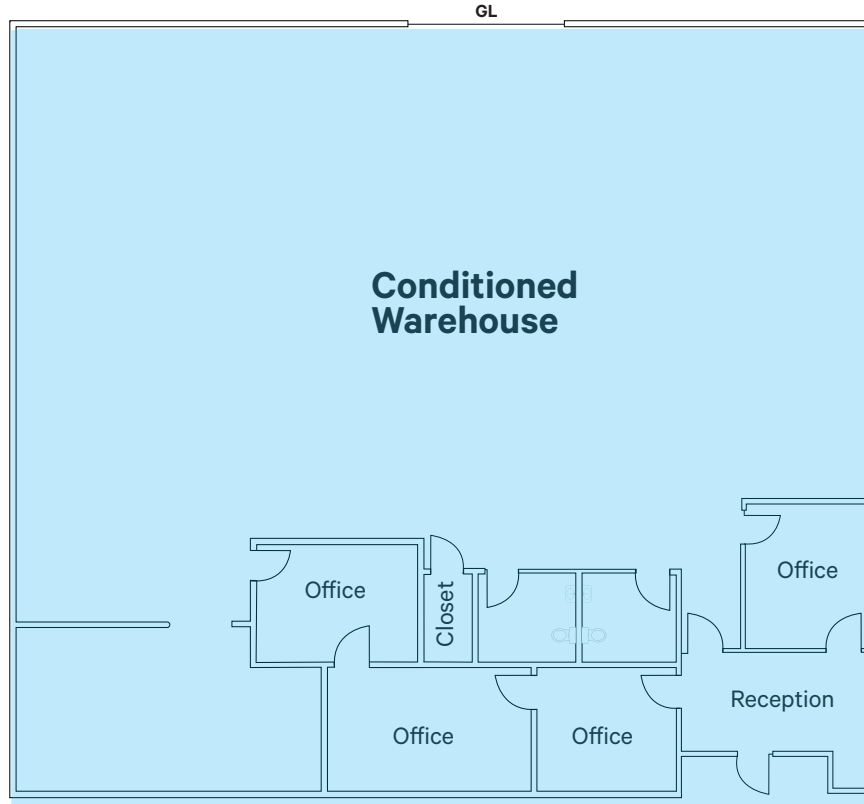 GL
Conditioned
Warehouse
Office
Office
Closet
Reception
Office
Office